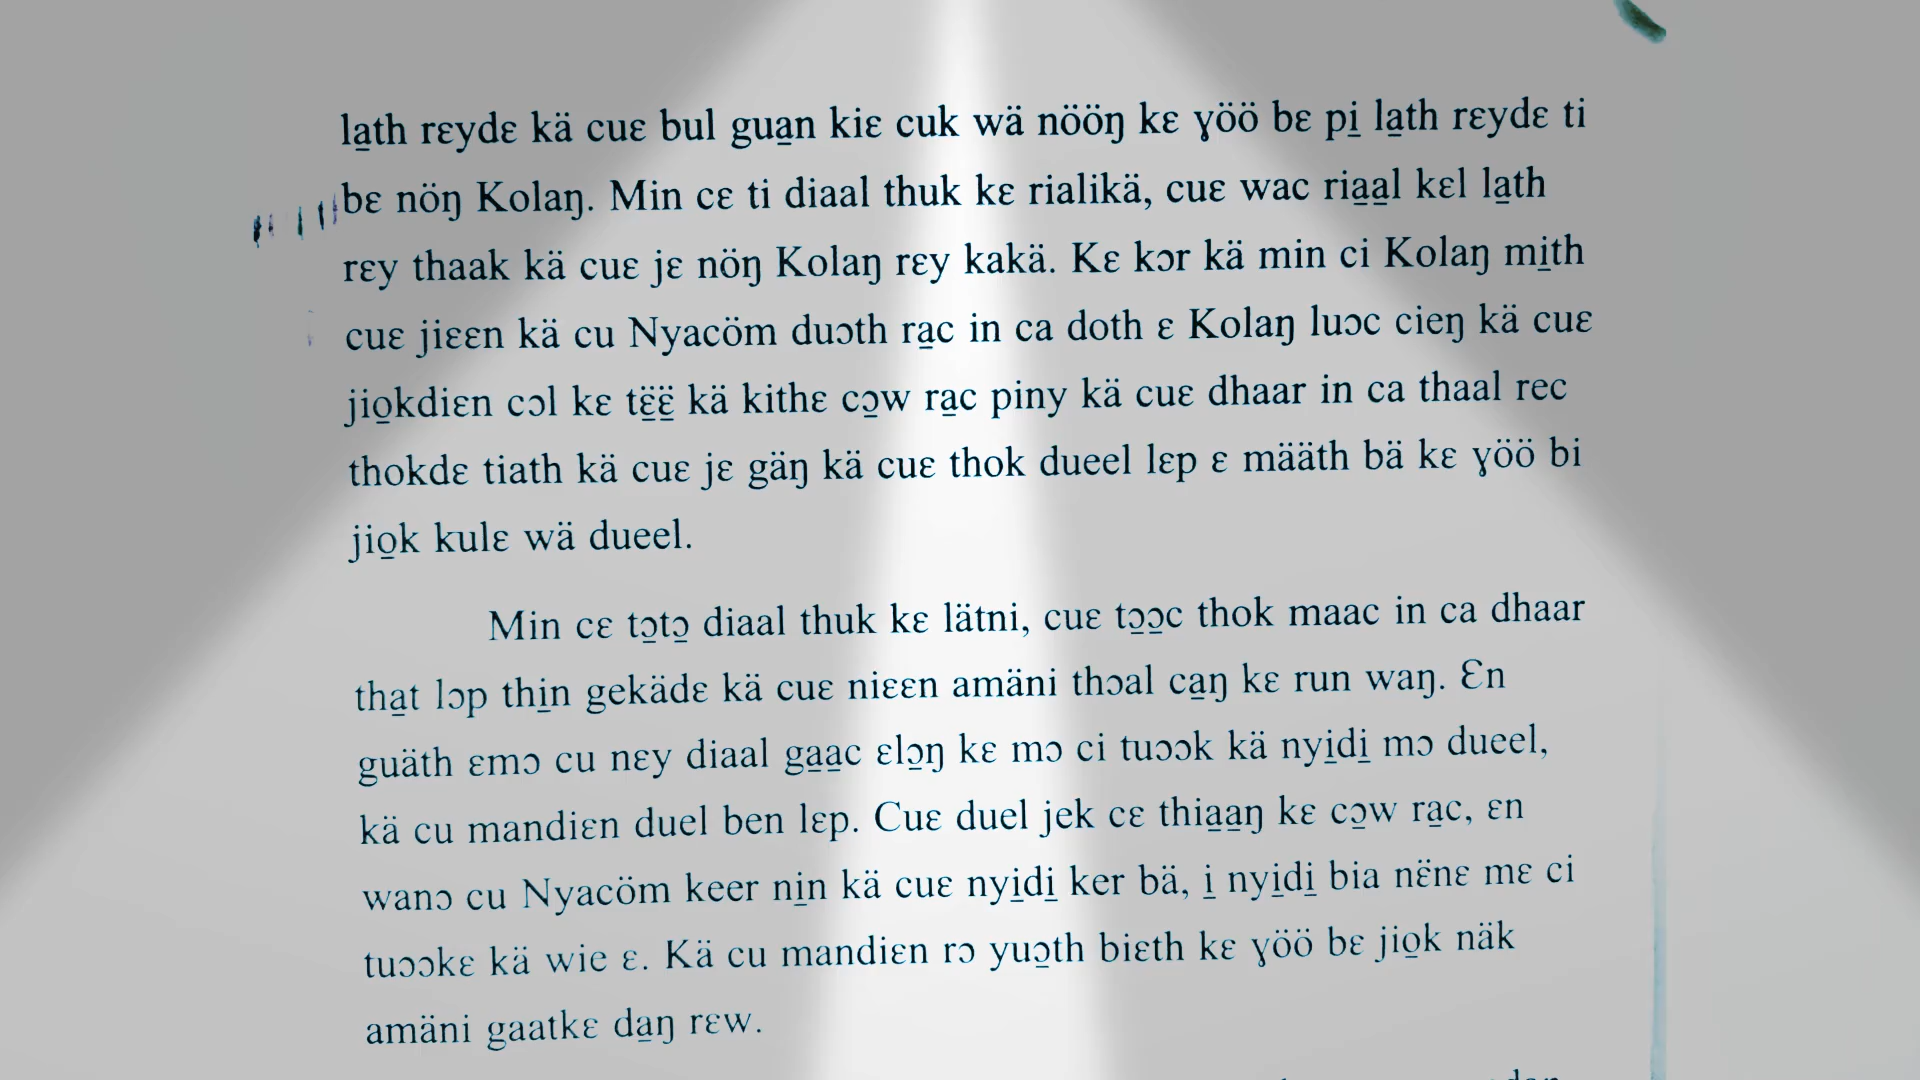 la̱th rɛydɛ kä cuɛ bul gua̱n kiɛ cuk wä nööŋ kɛ ɣöö bɛ pi̱ la̱th rɛydɛ ti
bɛ nöŋ Kolaŋ. Min cɛ ti diaal thuk kɛ rialikä, cuɛ wac ria̱a̱l kɛl la̱th
rɛy thaak kä cuɛ jɛ nöŋ Kolaŋ rɛy kakä. Kɛ kɔr kä min ci Kolaŋ mi̱th
cuɛ jiɛɛn kä cu Nyacöm duɔth ra̱c in ca doth ɛ Kolaŋ luɔc cieŋ kä cuɛ
jio̱kdiɛn cɔl kɛ tɛ̱̈ɛ̱̈ kä kithɛ cɔ̱w ra̱c piny kä cuɛ dhaar in ca thaal rec
thokdɛ tiath kä cuɛ jɛ gäŋ kä cuɛ thok dueel lɛp ɛ määth bä kɛ ɣöö bi
jio̱k kulɛ wä dueel.
Min cɛ tɔ̱tɔ̱ diaal thuk kɛ lätni, cuɛ tɔ̱ɔ̱c thok maac in ca dhaar
tha̱t lɔp thi̱n gekädɛ kä cuɛ niɛɛn amäni thɔal ca̱ŋ kɛ run waŋ. Ɛn
guäth ɛmɔ cu nɛy diaal ga̱a̱c ɛlɔ̱ŋ kɛ mɔ ci tuɔɔk kä nyi̱di̱ mɔ dueel,
kä cu mandiɛn duel ben lɛp. Cuɛ duel jek cɛ thia̱a̱ŋ kɛ cɔ̱w ra̱c, ɛn
wanɔ cu Nyacöm keer ni̱n kä cuɛ nyi̱di̱ ker bä, i̱ nyi̱di̱ bia nɛ̈nɛ mɛ ci
tuɔɔkɛ kä wie ɛ. Kä cu mandiɛn rɔ yuɔ̱th biɛth kɛ ɣöö bɛ jio̱k näk
amäni gaatkɛ da̱ŋ rɛw.